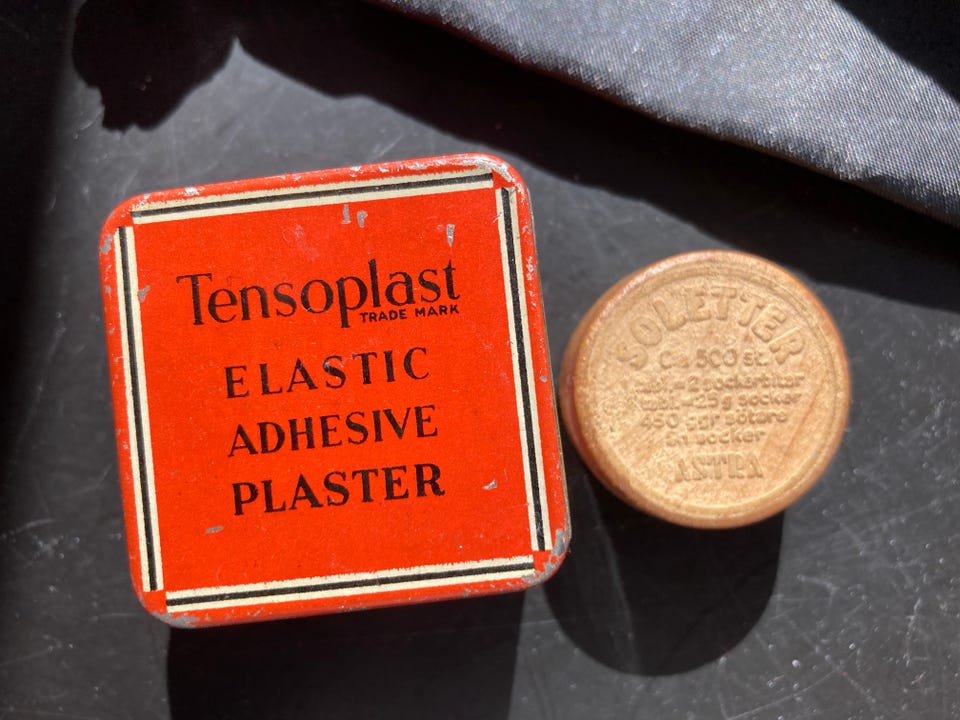 Tensoplast
TRADE MARK
ELASTIC
ADHESIVE
PLASTER
SOLETTER
Ca 500 st.
2 sockerbitar
25 g socker
450 ggr sötare
än socker
ASTRA